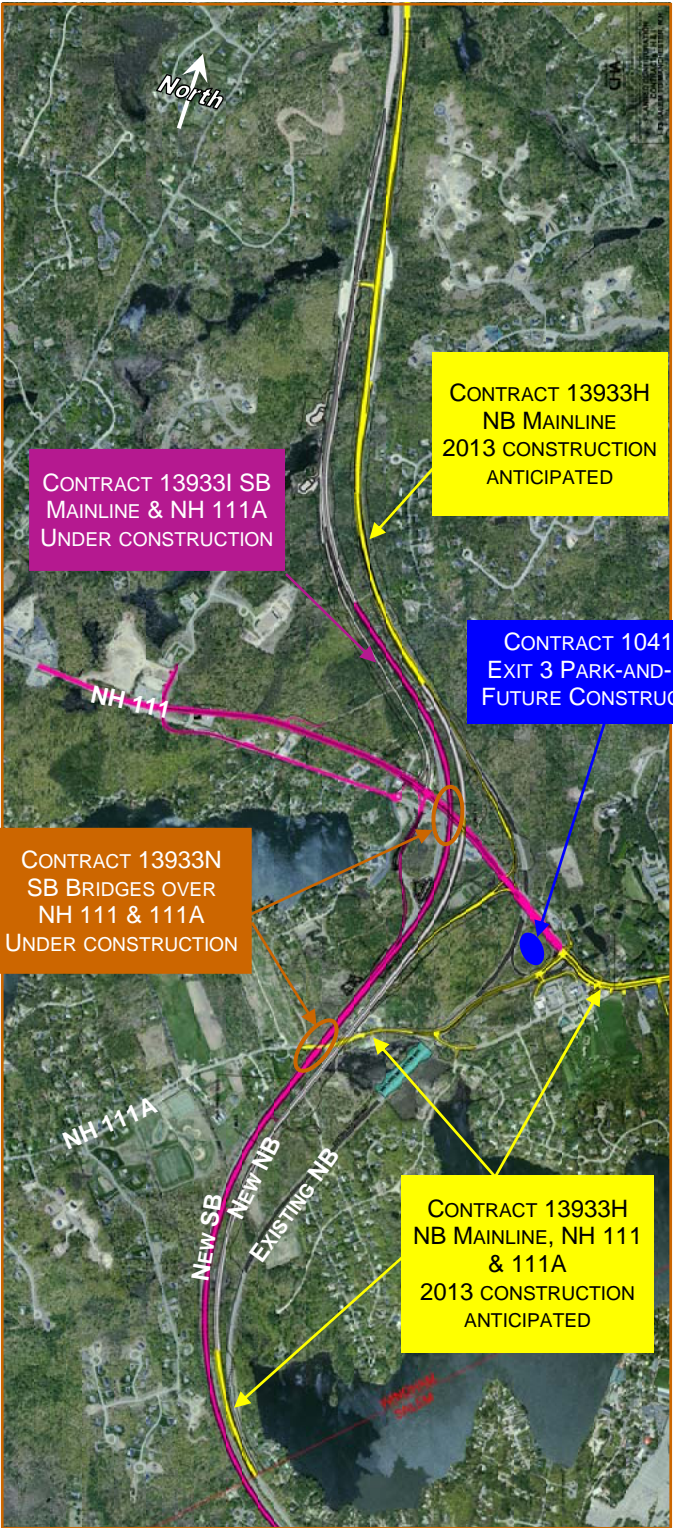 North
CONTRACT 13933H
NB MAINLINE
2013 CONSTRUCTION
ANTICIPATED
CONTRACT 13933I SB
MAINLINE & NH 111A
UNDER CONSTRUCTION
CONTRACT 1041
EXIT 3 PARK-AND-
FUTURE CONSTRUC
NH 111
CONTRACT 13933N
SB BRIDGES OVER
NH 111 & 111A
UNDER CONSTRUCTION
NH 111A
NEW SB
NEW NB
EXISTING NB
CONTRACT 13933H
NB MAINLINE, NH 111
& 111A
2013 CONSTRUCTION
ANTICIPATED
WINDHAM
SALEM